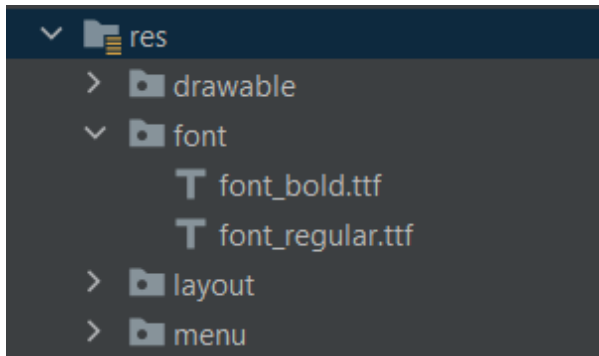 res
drawable
font
font_bold.ttf
font_regular.ttf
layout
menu